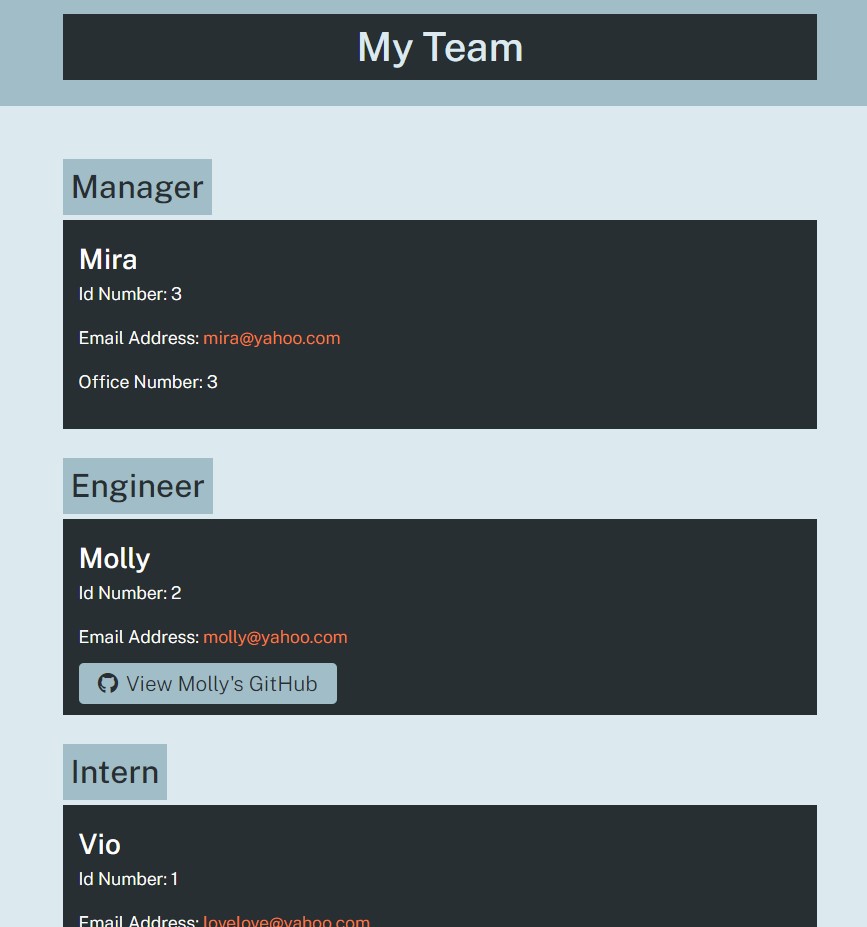 My Team
Manager
Mira
Id Number: 3
Email Address: mira@yahoo.com
Office Number: 3
Engineer
Molly
Id Number: 2
Email Address: molly@yahoo.com
View Molly's GitHub
Intern
Vio
Id Number: 1
Email Address: lovelove@yahoo.com